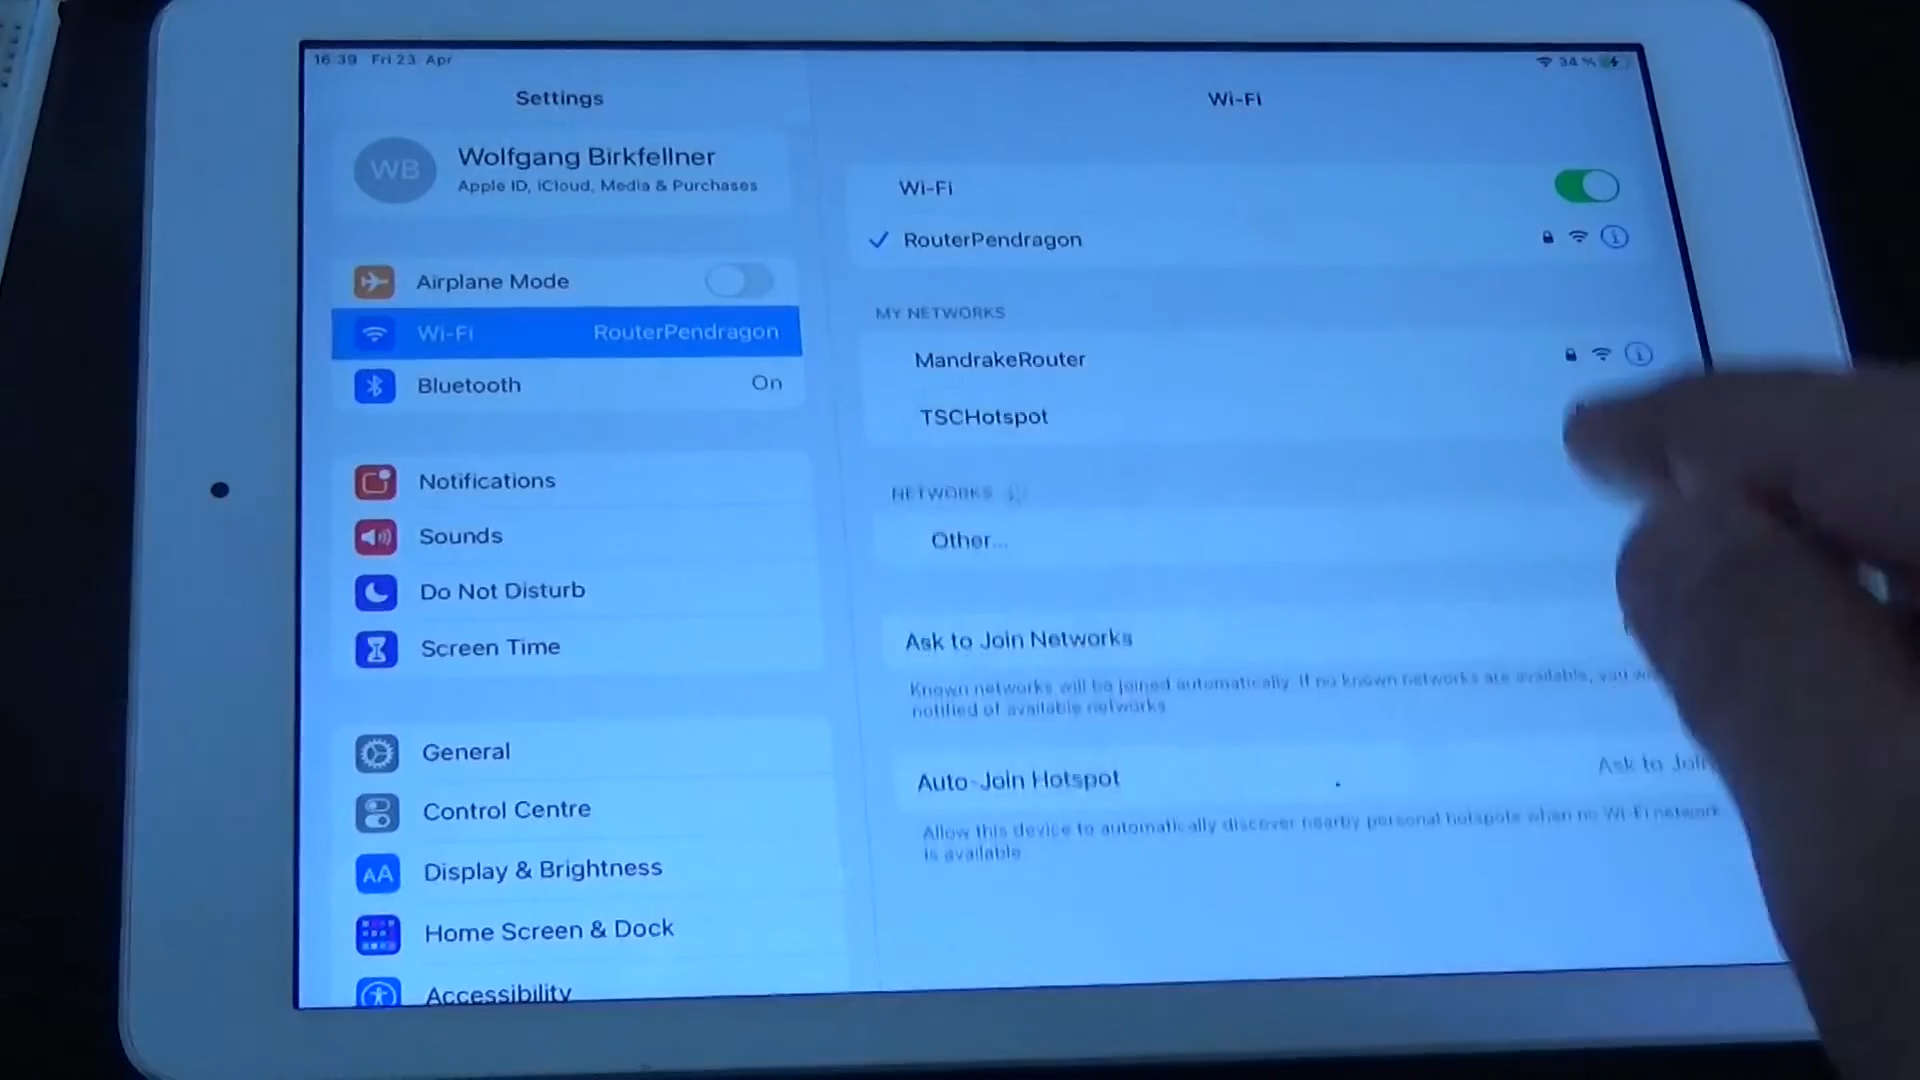 16:39 Fri 23. Apr
34 %
Settings
Wi-Fi
WB
Wolfgang Birkfellner
Apple ID, iCloud, Media & Purchases
Airplane Mode
Wi-Fi RouterPendragon
Bluetooth On
Notifications
Sounds
Do Not Disturb
Screen Time
General
Control Centre
AA Display & Brightness
Home Screen & Dock
Accessibility
Wi-Fi
RouterPendragon
MY NETWORKS
MandrakeRouter
TSCHotspot
NETWORKS
Other...
Ask to Join Networks
Known networks will be joined automatically. If no known networks are available, you
notified of available networks.
Auto-Join Hotspot Ask to Join
Allow this device to automatically discover nearby personal hotspots when no Wi-Fi network
is available.